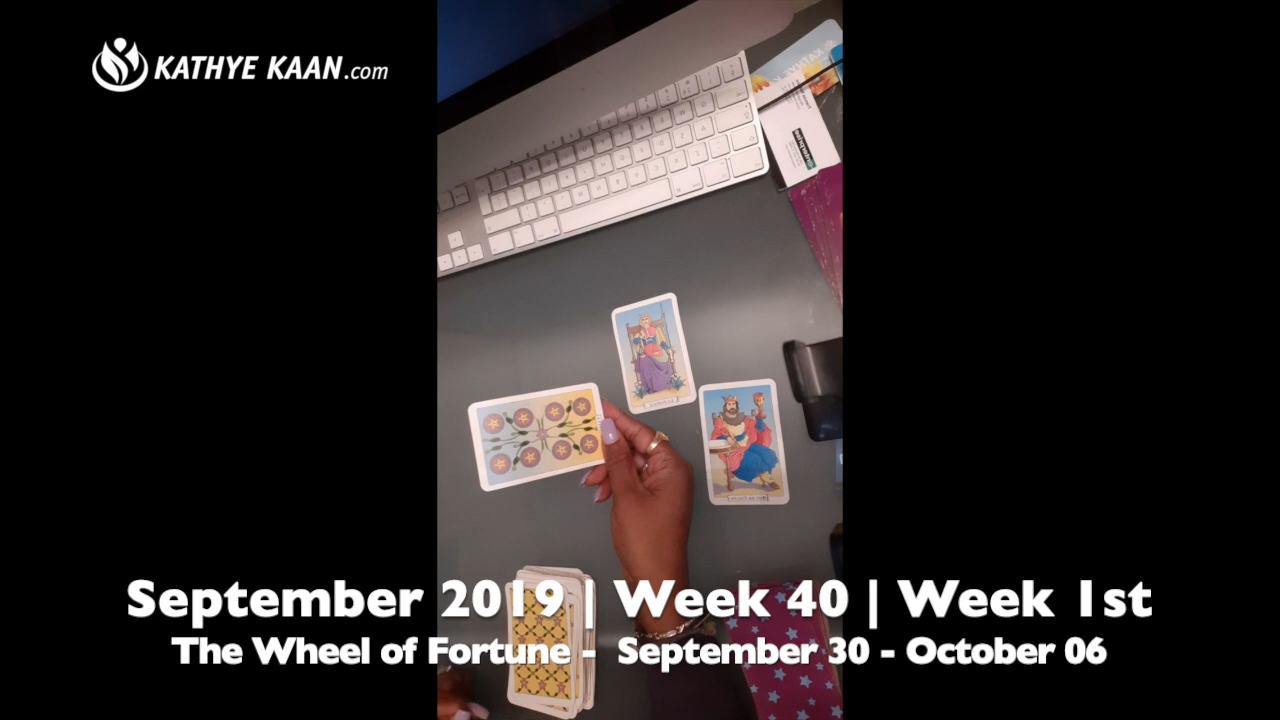 KATHYE KAAN.com
September 2019 | Week 40 | Week 1st
The Wheel of Fortune - September 30 - October 06